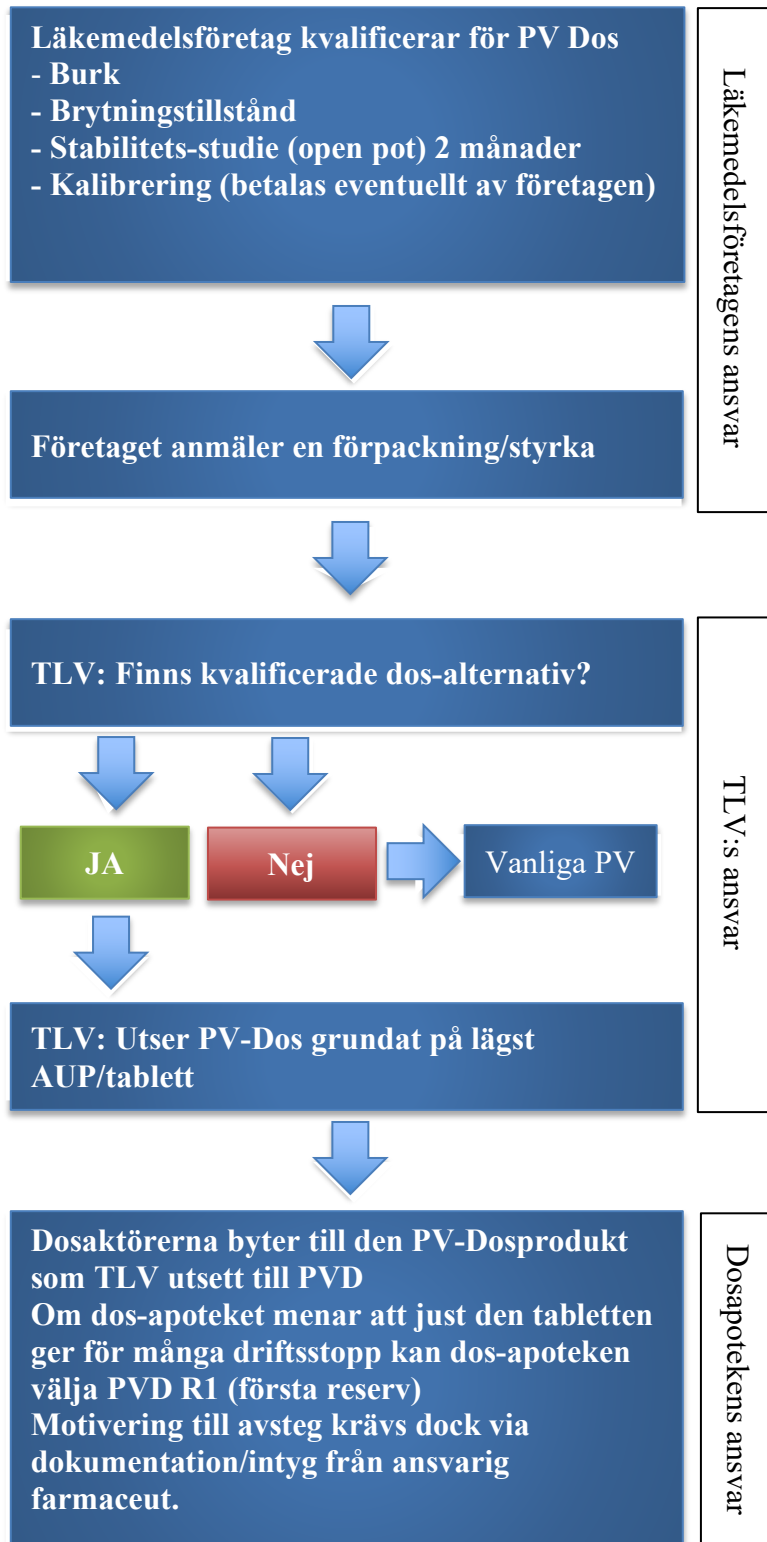 Läkemedelsföretag kvalificerar för PV Dos
- Burk
- Brytningstillstånd
- Stabilitets-studie (open pot) 2 månader
- Kalibrering (betalas eventuellt av företagen)
Företaget anmäler en förpackning/styrka
Läkemedelsföretagens ansvar
TLV: Finns kvalificerade dos-alternativ?
JA
Nej
Vanliga PV
TLV: Utser PV-Dos grundat på lägst
AUP/tablett
TLV:s ansvar
Dosaktörerna byter till den PV-Dosprodukt
som TLV utsett till PVD
Om dos-apoteket menar att just den tabletten
ger för många driftsstopp kan dos-apoteken
välja PVD R1 (första reserv)
Motivering till avsteg krävs dock via
dokumentation/intyg från ansvarig
farmaceut.
Dosapotekens ansvar